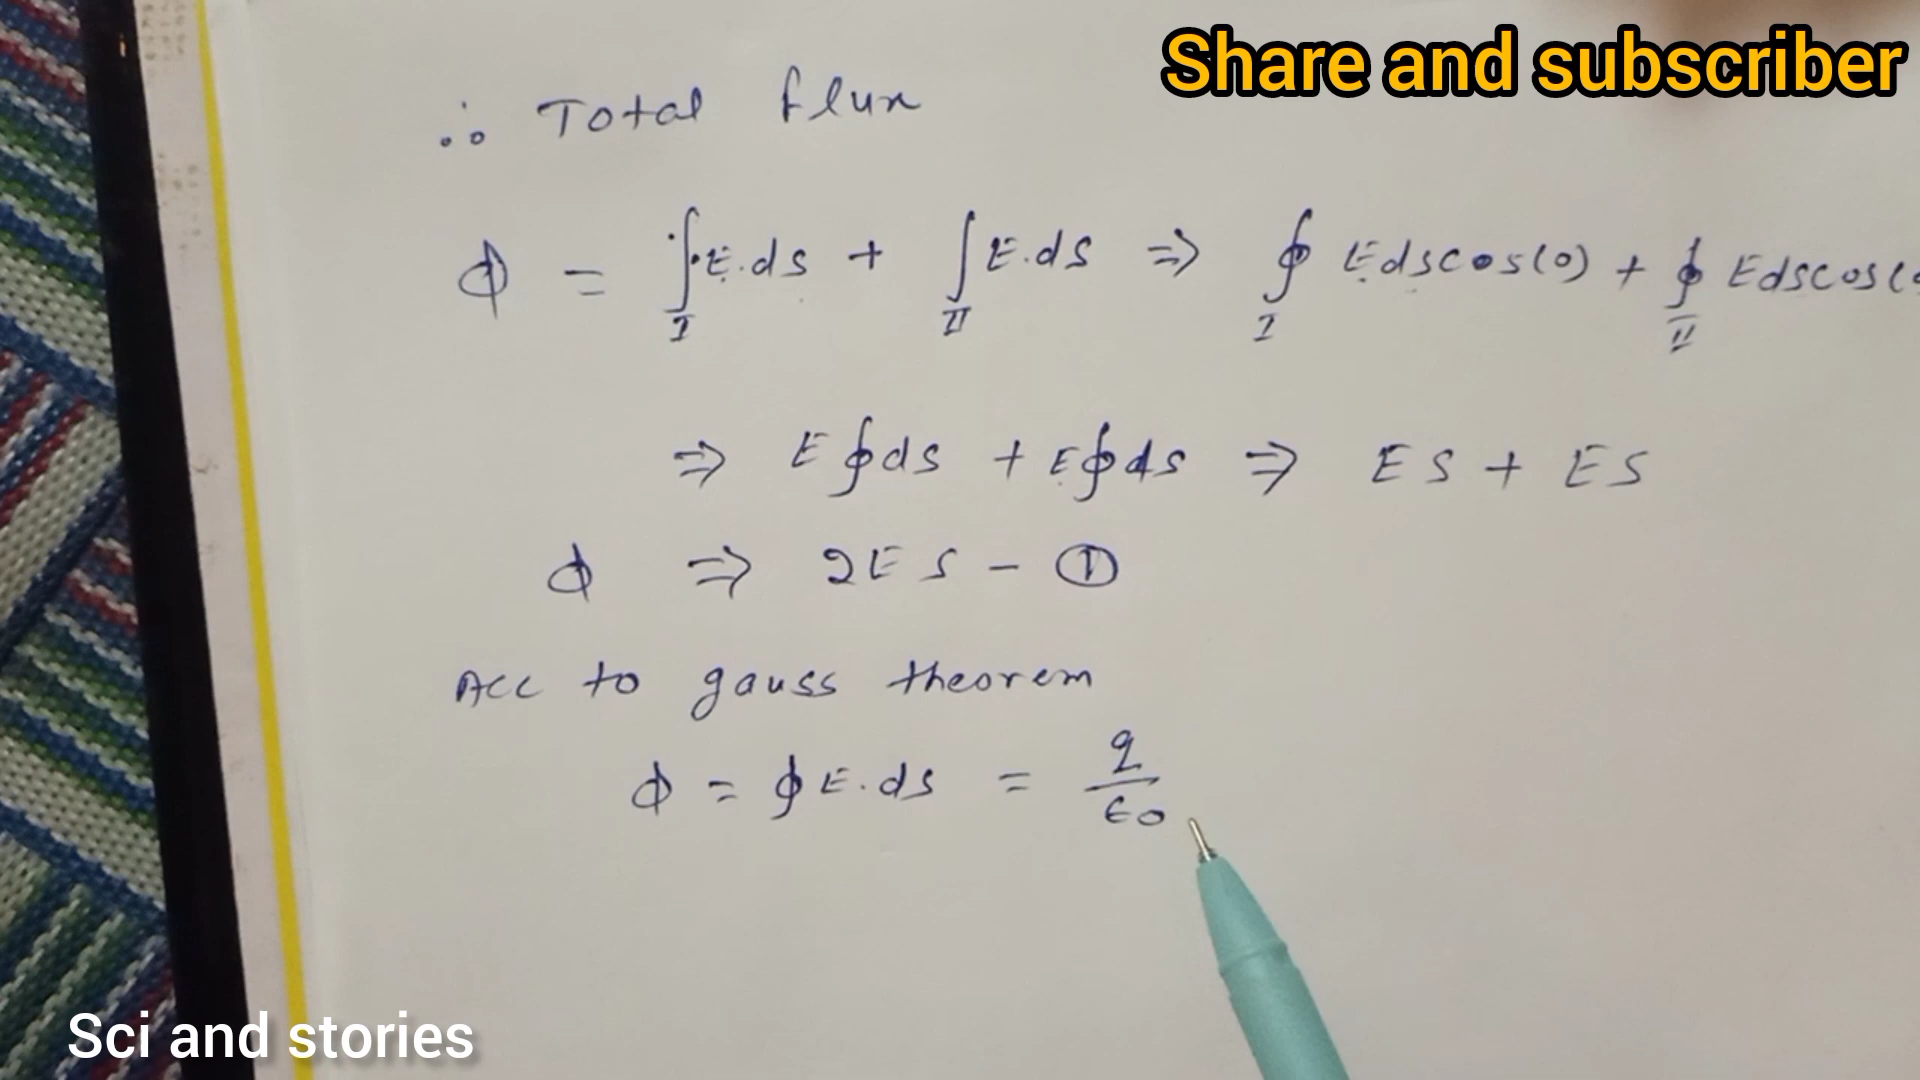 Share and subscriber
∴ Total flux
ϕ = ∫E.ds + ∫E.ds ⇒ ∮ Edscos(0) + ∮ Edscos(
I II I II
⇒ E∮ds + E∮ds ⇒ ES + ES
ϕ ⇒ 2ES - ①
Acc to gauss theorem
ϕ = ∮E.ds = q/ϵ0
Sci and stories